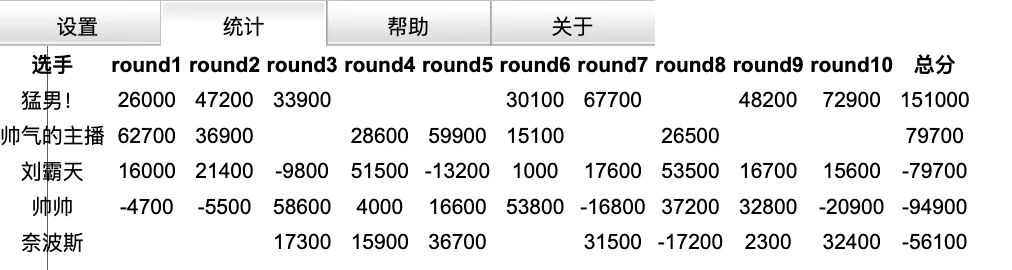 设置 统计 帮助 关于
选手 round1 round2 round3 round4 round5 round6 round7 round8 round9 round10 总分
猛男！ 26000 47200 33900 30100 67700 48200 72900 151000
帅气的主播 62700 36900 28600 59900 15100 26500 79700
刘霸天 16000 21400 -9800 51500 -13200 1000 17600 53500 16700 15600 -79700
帅帅 -4700 -5500 58600 4000 16600 53800 -16800 37200 32800 -20900 -94900
奈波斯 17300 15900 36700 31500 -17200 2300 32400 -56100